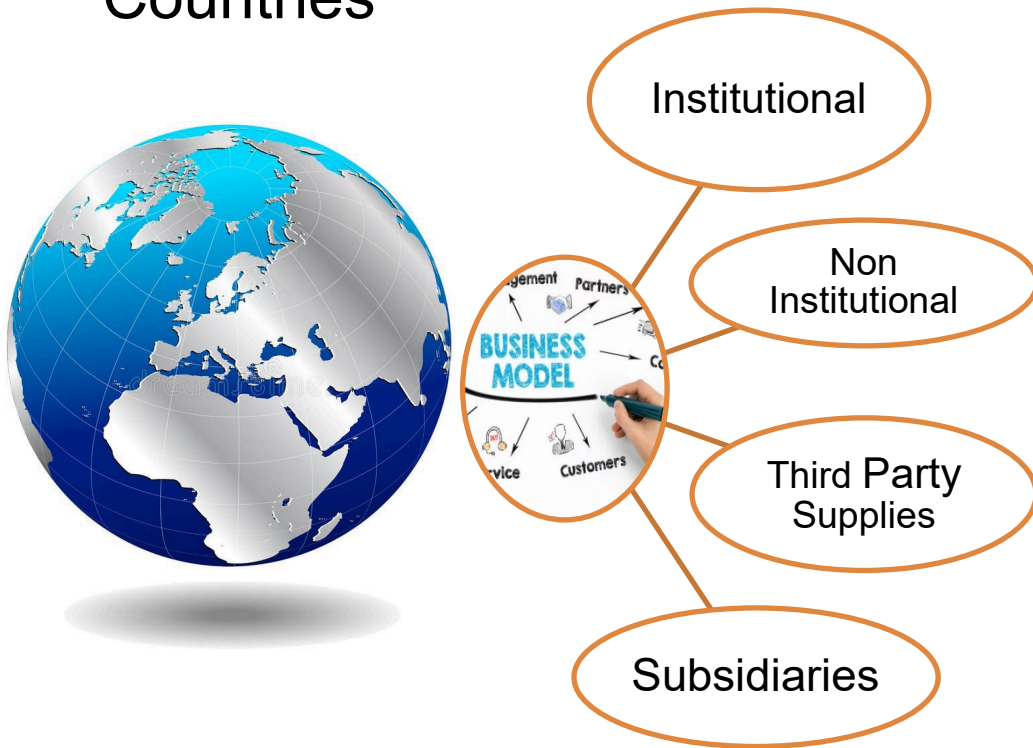 Countries
Institutional
Non
Institutional
Partners
BUSINESS
MODEL
Customers
Third Party
Supplies
Subsidiaries